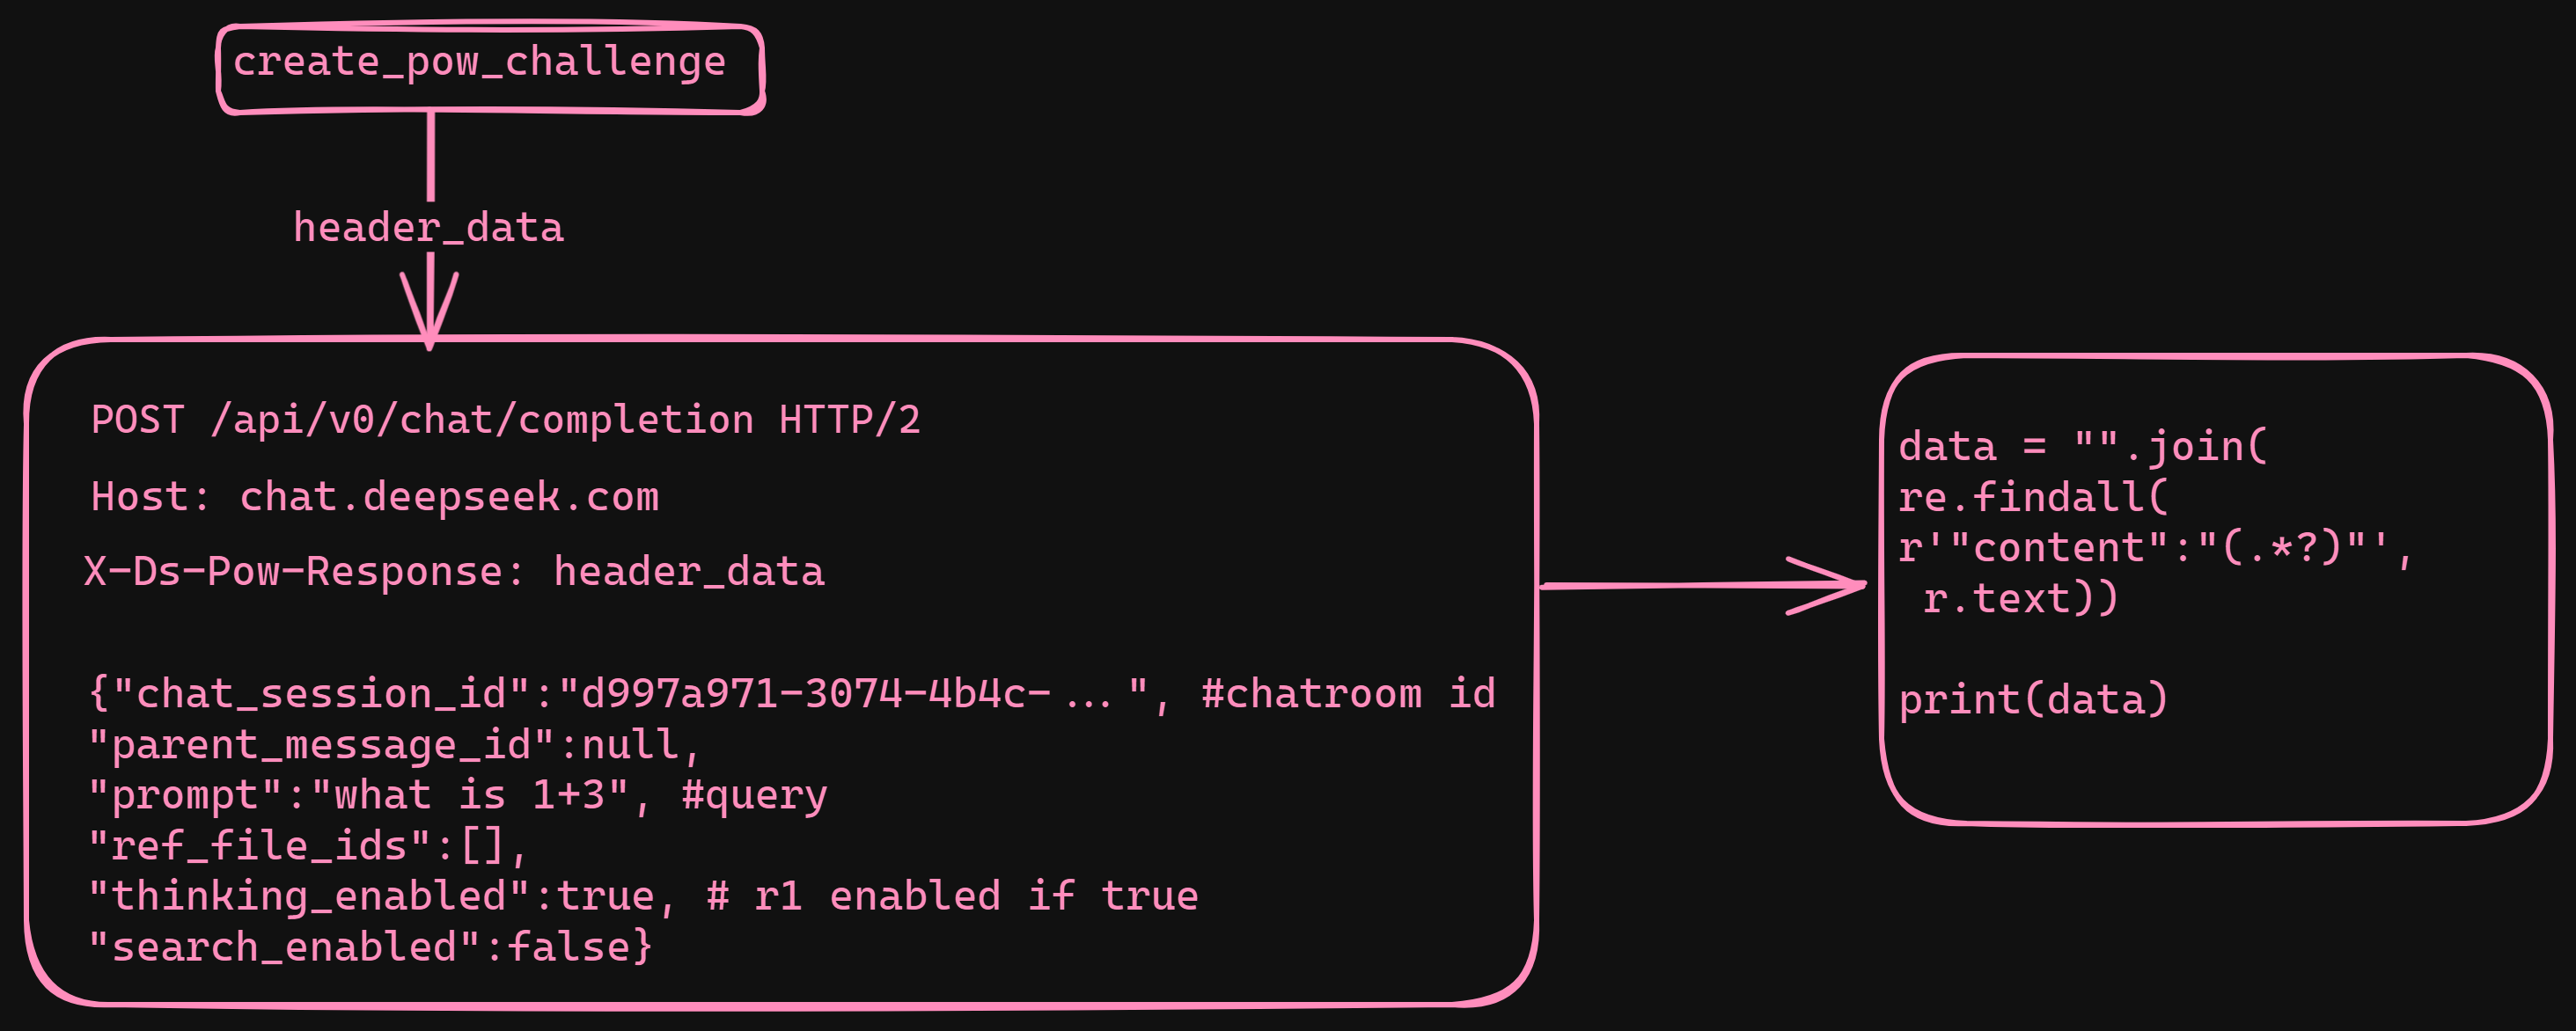 create_pow_challenge
header_data
POST /api/v0/chat/completion HTTP/2
Host: chat.deepseek.com
X-Ds-Pow-Response: header_data
{"chat_session_id":"d997a971-3074-4b4c-...", #chatroom id
"parent_message_id":null,
"prompt":"what is 1+3", #query
"ref_file_ids":[],
"thinking_enabled":true, # r1 enabled if true
"search_enabled":false}
data = "".join(
re.findall(
r'"content":"(.*?)"',
r.text))
print(data)